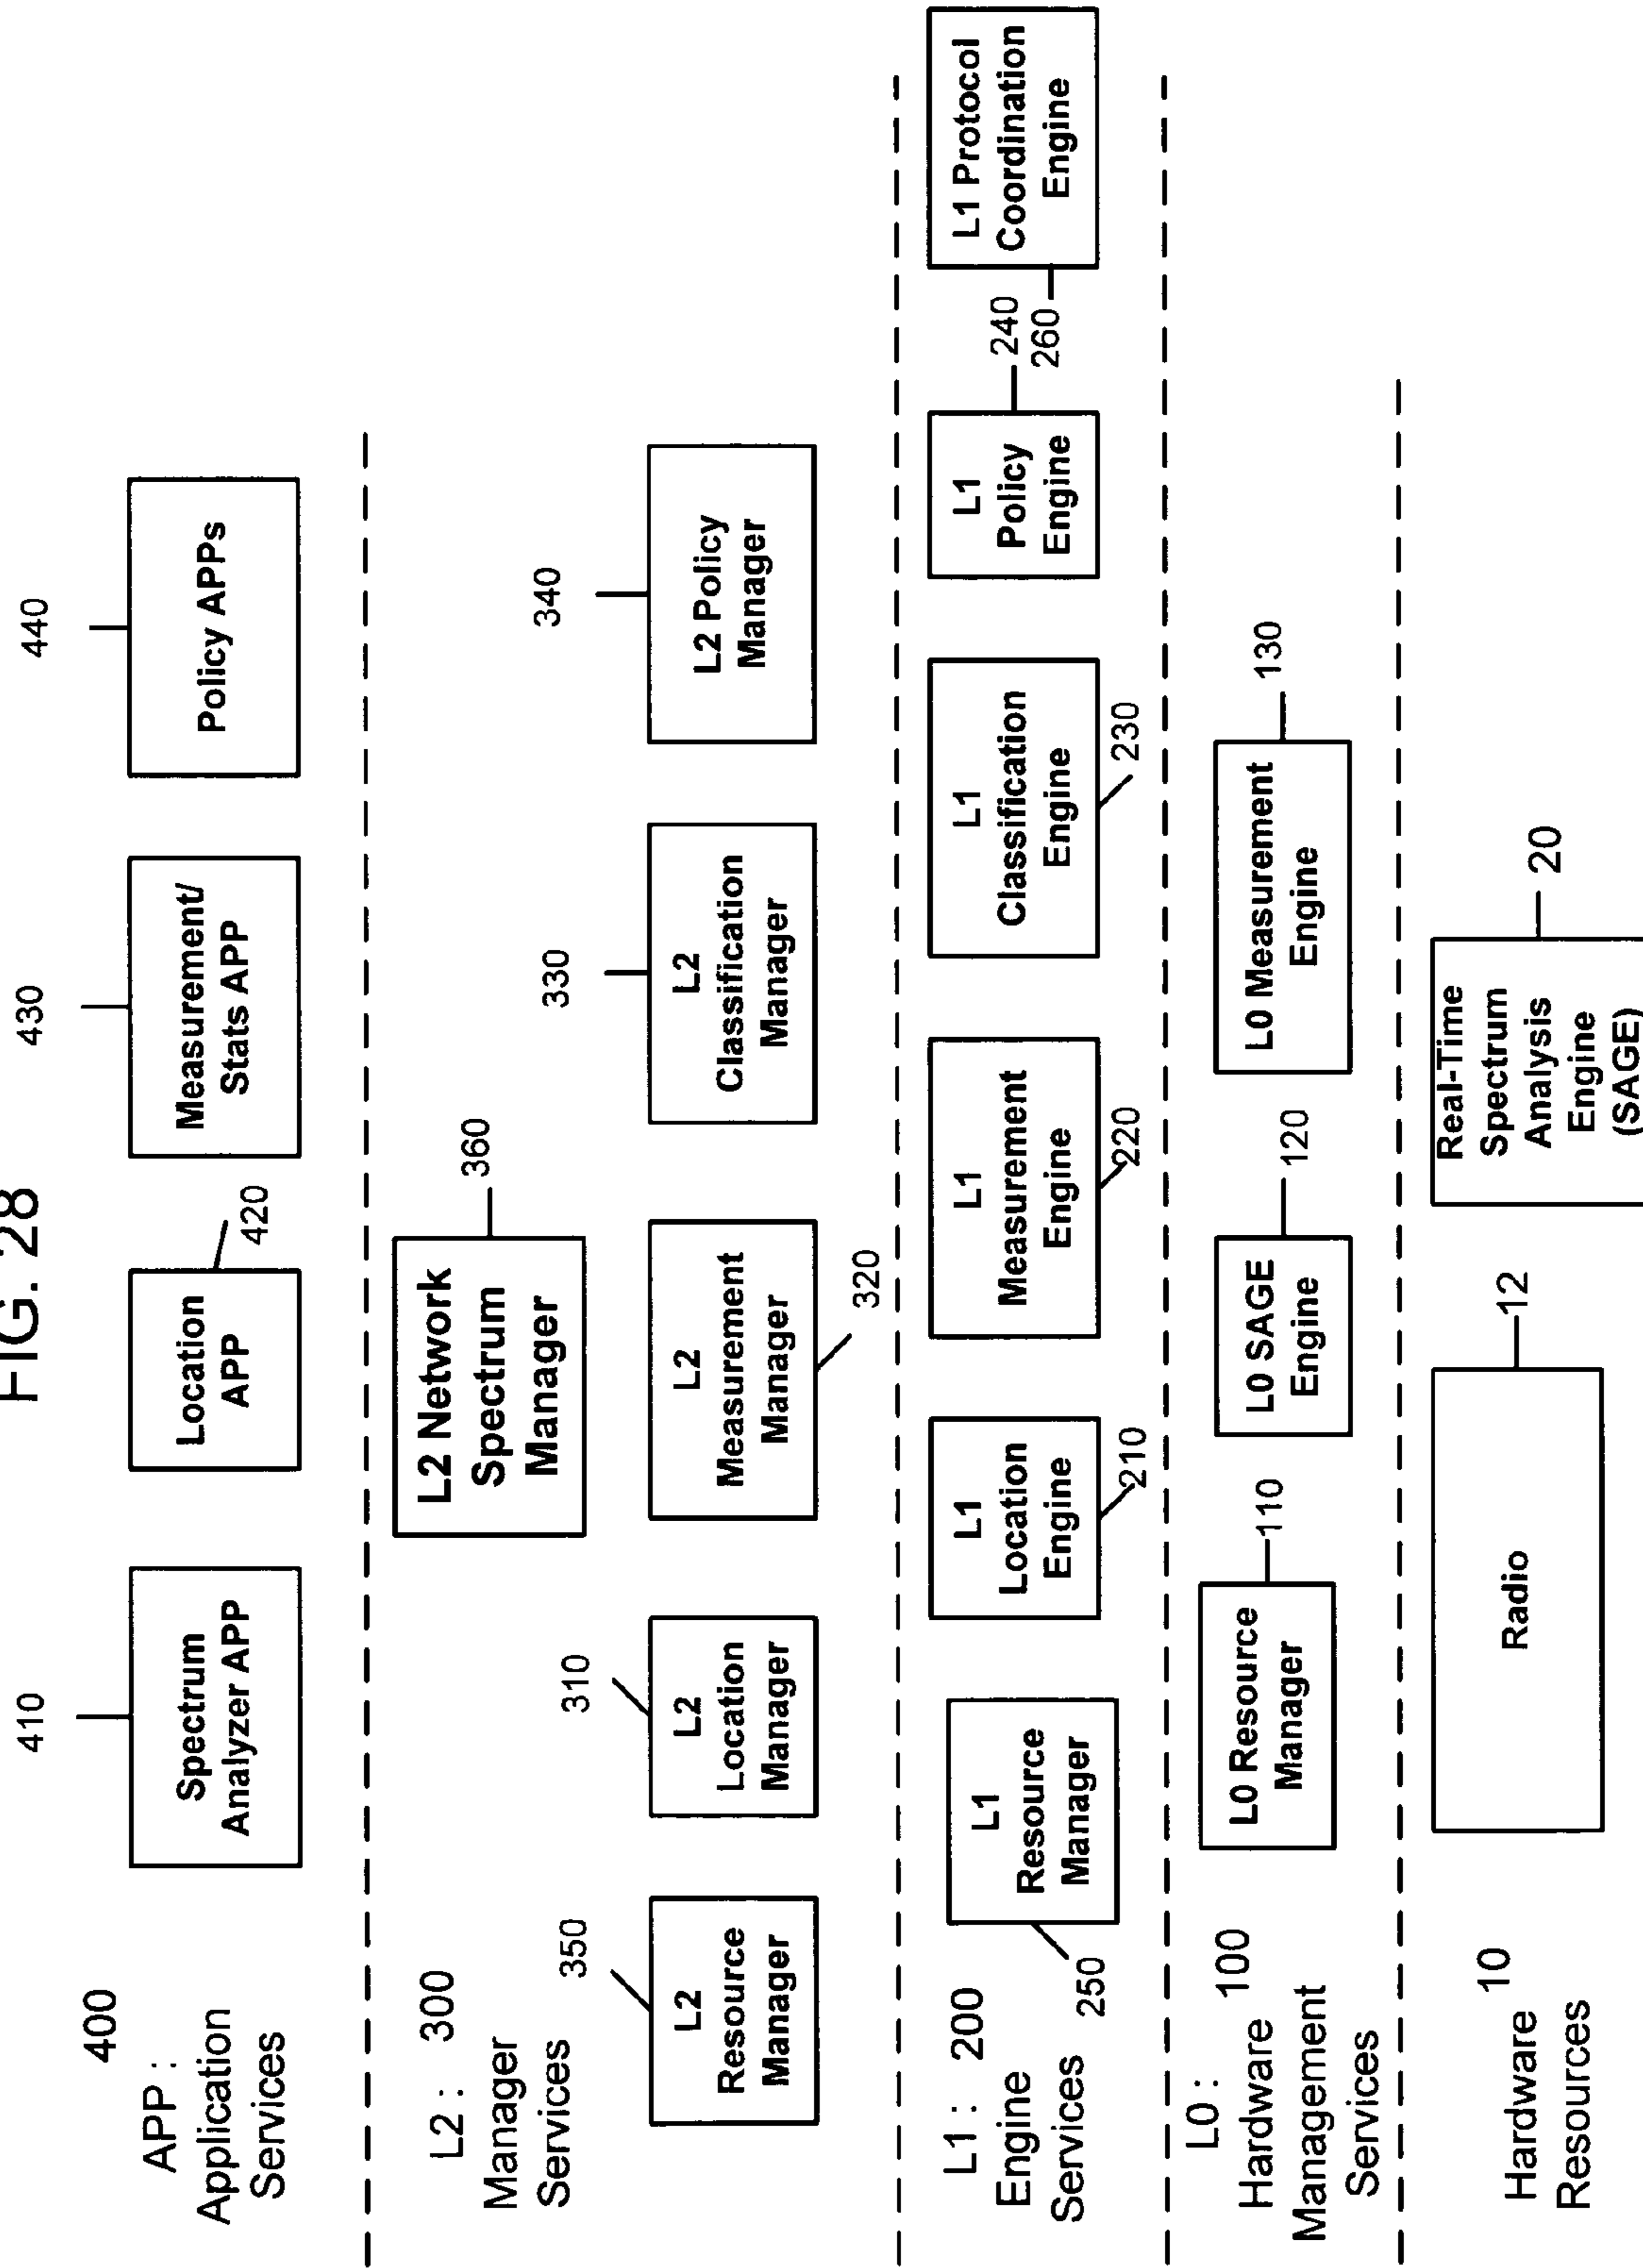 FIG. 28
400
APP :
Application
Services
410
Spectrum
Analyzer APP
Location
APP
420
430
Measurement/
Stats APP
440
Policy APPs
L2 : 300
Manager
Services
L2 Network
Spectrum
Manager
360
350
L2
Resource
Manager
310
L2
Location
Manager
L2
Measurement
Manager
320
330
L2
Classification
Manager
340
L2 Policy
Manager
L1 : 200
Engine
Services
250
L1
Resource
Manager
L1
Location
Engine
210
L1
Measurement
Engine
220
L1
Classification
Engine
230
L1
Policy
Engine
240
260
L1 Protocol
Coordination
Engine
L0 :
100
Hardware
Management
Services
L0 Resource
Manager
110
L0 SAGE
Engine
120
L0 Measurement
Engine
130
10
Hardware
Resources
Radio
12
Real-Time
Spectrum
Analysis
Engine
(SAGE)
20